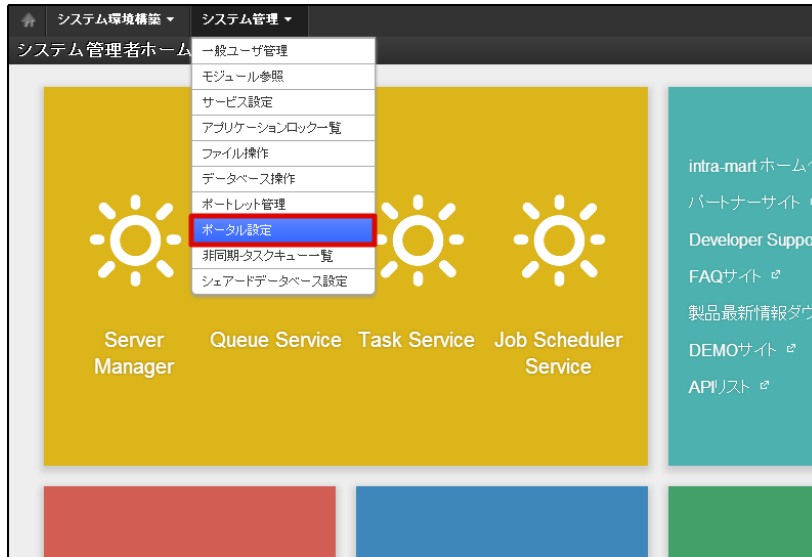 システム環境構築 ▼ システム管理 ▼
システム管理者ホーム
一般ユーザ管理
モジュール参照
サービス設定
アプリケーションロック一覧
ファイル操作
データベース操作
ポートレット管理
ポータル設定
非同期タスクキュー一覧
シェアードデータベース設定
Server Manager
Queue Service
Task Service
Job Scheduler Service
intra-mart ホーム
パートナーサイト
Developer Suppo
FAQサイト
製品最新情報ダウ
DEMOサイト
APIリスト